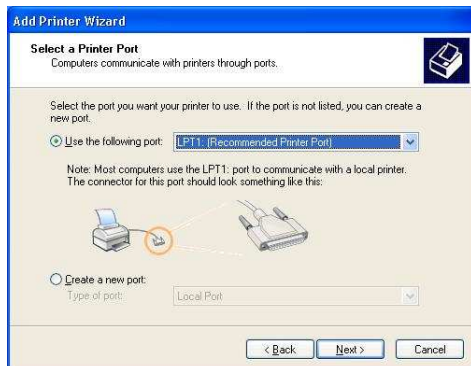 Add Printer Wizard
Select a Printer Port
Computers communicate with printers through ports.
Select the port you want your printer to use. If the port is not listed, you can create a
new port.
Use the following port: LPT1: (Recommended Printer Port)
Note: Most computers use the LPT1: port to communicate with a local printer.
The connector for this port should look something like this:
Create a new port:
Type of port: Local Port
< Back Next > Cancel